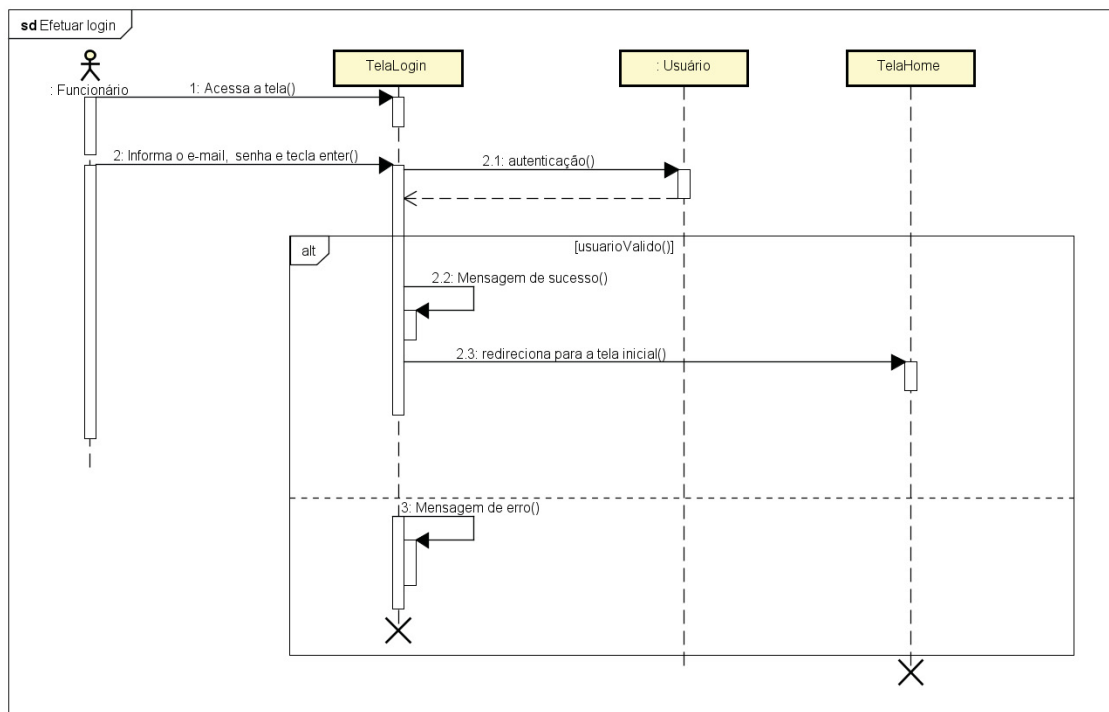 sd Efetuar login
TelaLogin
: Usuário
TelaHome
: Funcionário
1: Acessa a tela()
2: Informa o e-mail, senha e tecla enter()
2.1: autenticação()
alt
[usuarioValido()]
2.2: Mensagem de sucesso()
2.3: redireciona para a tela inicial()
3: Mensagem de erro()